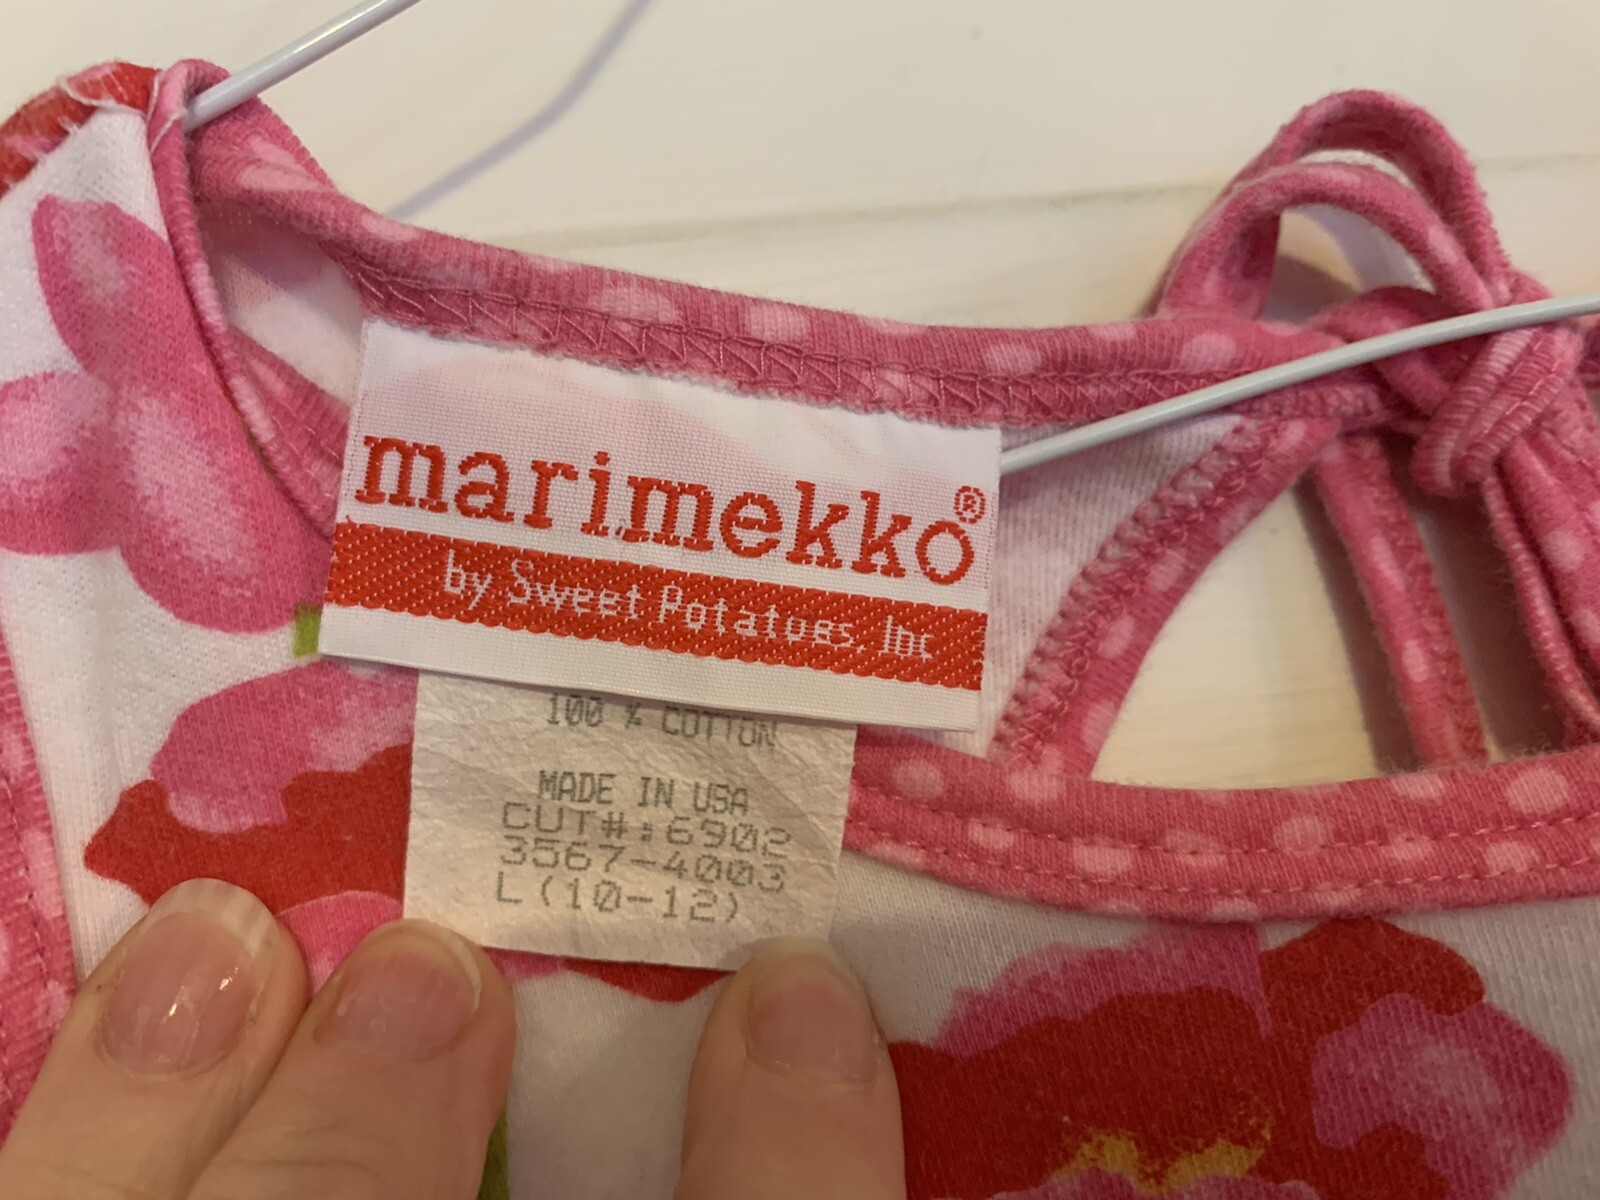 marimekko®
by Sweet Potatoes, Inc
100 % COTTON
MADE IN USA
CUT#:6902
3567-4003
L(10-12)